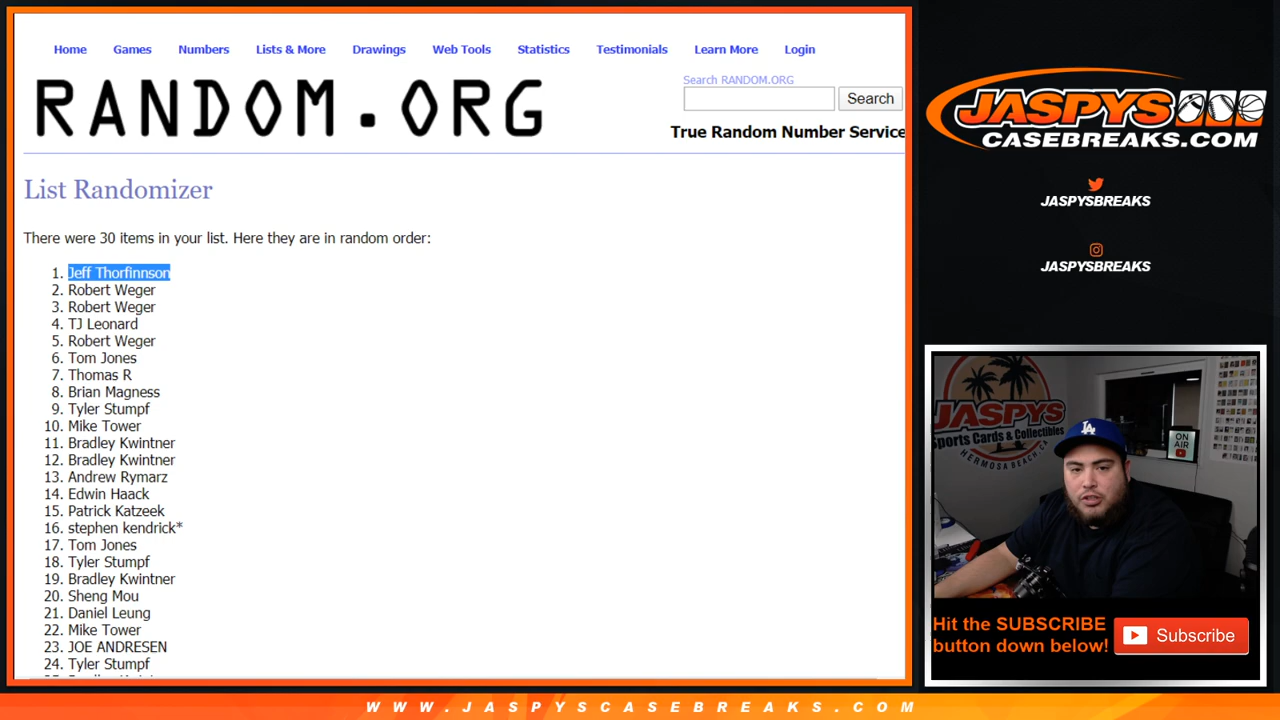 Home Games Numbers Lists & More Drawings Web Tools Statistics Testimonials Learn More Login
RANDOM.ORG
Search RANDOM.ORG
Search
True Random Number Service
List Randomizer
There were 30 items in your list. Here they are in random order:
1. Jeff Thorfinnson
2. Robert Weger
3. Robert Weger
4. TJ Leonard
5. Robert Weger
6. Tom Jones
7. Thomas R
8. Brian Magness
9. Tyler Stumpf
10. Mike Tower
11. Bradley Kwintner
12. Bradley Kwintner
13. Andrew Rymarz
14. Edwin Haack
15. Patrick Katzeek
16. stephen kendrick*
17. Tom Jones
18. Tyler Stumpf
19. Bradley Kwintner
20. Sheng Mou
21. Daniel Leung
22. Mike Tower
23. JOE ANDRESEN
24. Tyler Stumpf
JASPYS
CASEBREAKS.COM
JASPYSBREAKS
JASPYSBREAKS
JASPYS
Sports Cards & Collectibles
HERMOSA BEACH, CA
LA
ON
AIR
Hit the SUBSCRIBE
button down below!
Subscribe
WWW.JASPYSCASEBREAKS.COM